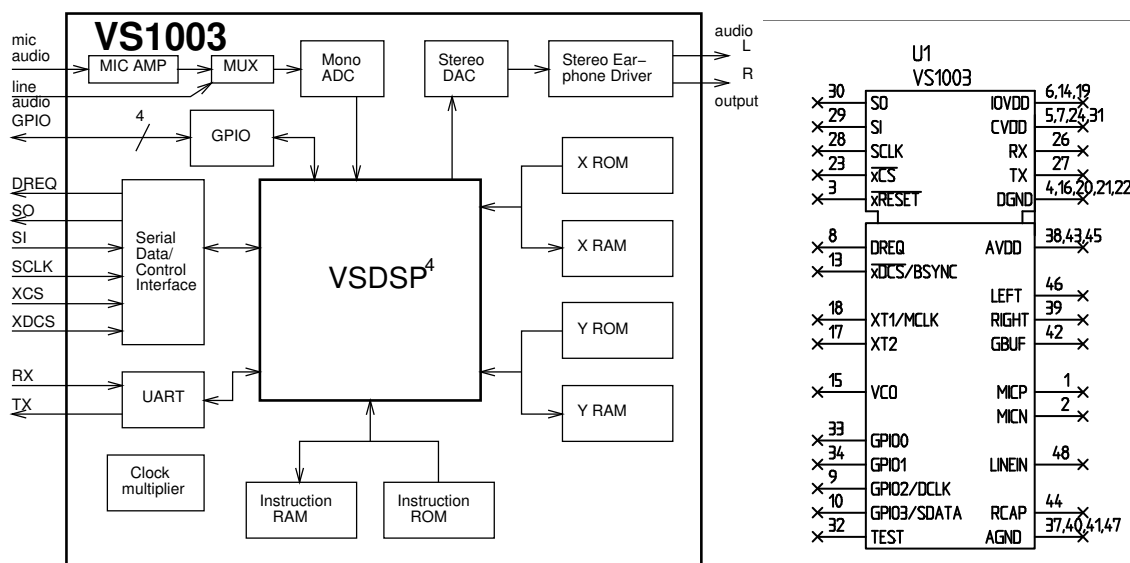 VS1003
mic
audio
MIC AMP
MUX
Mono
ADC
Stereo
DAC
Stereo Ear-
phone Driver
audio
L
R
output
line
audio
GPIO
4
GPIO
X ROM
DREQ
SO
SI
SCLK
XCS
XDCS
Serial
Data/
Control
Interface
VSDSP4
X RAM
Y ROM
Y RAM
RX
TX
UART
Clock
multiplier
Instruction
RAM
Instruction
ROM
U1
VS1003
30 SO IOVDD 6,14,19
29 SI CVDD 5,7,24,31
28 SCLK RX 26
23 xCS TX 27
3 xRESET DGND 4,16,20,21,22
8 DREQ AVDD 38,43,45
13 xDCS/BSYNC
LEFT 46
18 XT1/MCLK RIGHT 39
17 XT2 GBUF 42
15 VCO MICP 1
MICN 2
33 GPIO0
34 GPIO1 LINEIN 48
9 GPIO2/DCLK
10 GPIO3/SDATA RCAP 44
32 TEST AGND 37,40,41,47